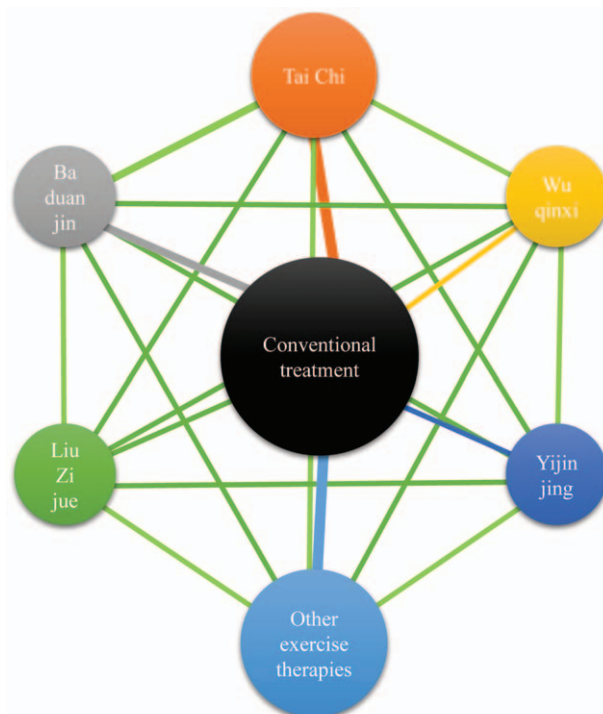 Tai Chi
Ba
duan
jin
Wu
qinxi
Conventional
treatment
Liu
Zi
jue
Yijin
jing
Other
exercise
therapies